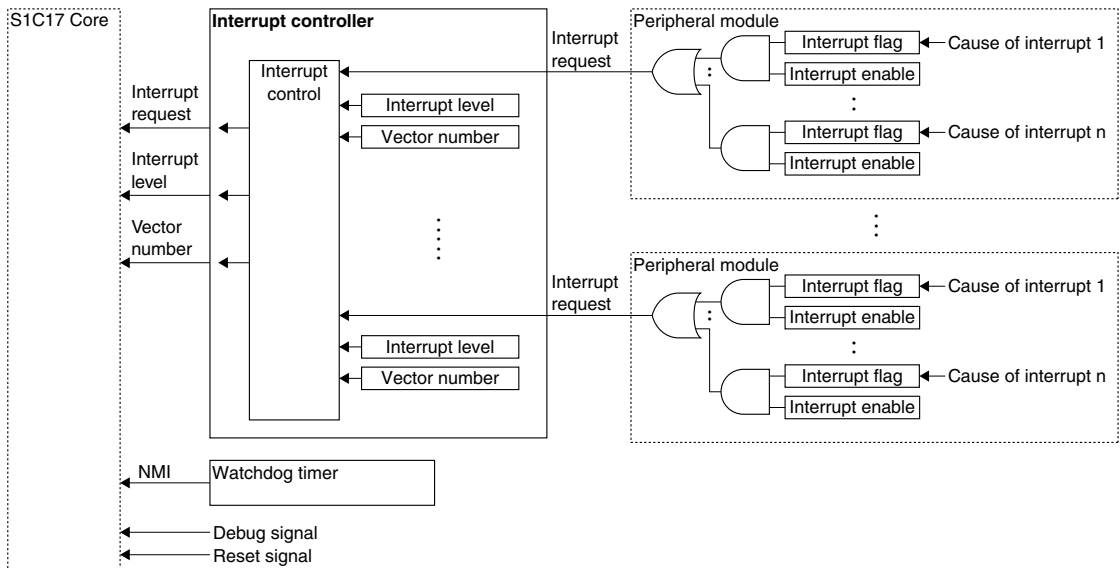 S1C17 Core
Interrupt
request
Interrupt
level
Vector
number
NMI
Interrupt controller
Interrupt
control
Interrupt level
Vector number
Interrupt level
Vector number
Watchdog timer
Debug signal
Reset signal
Interrupt
request
Peripheral module
Interrupt flag
Cause of interrupt 1
Interrupt enable
Interrupt flag
Cause of interrupt n
Interrupt enable
Interrupt
request
Peripheral module
Interrupt flag
Cause of interrupt 1
Interrupt enable
Interrupt flag
Cause of interrupt n
Interrupt enable